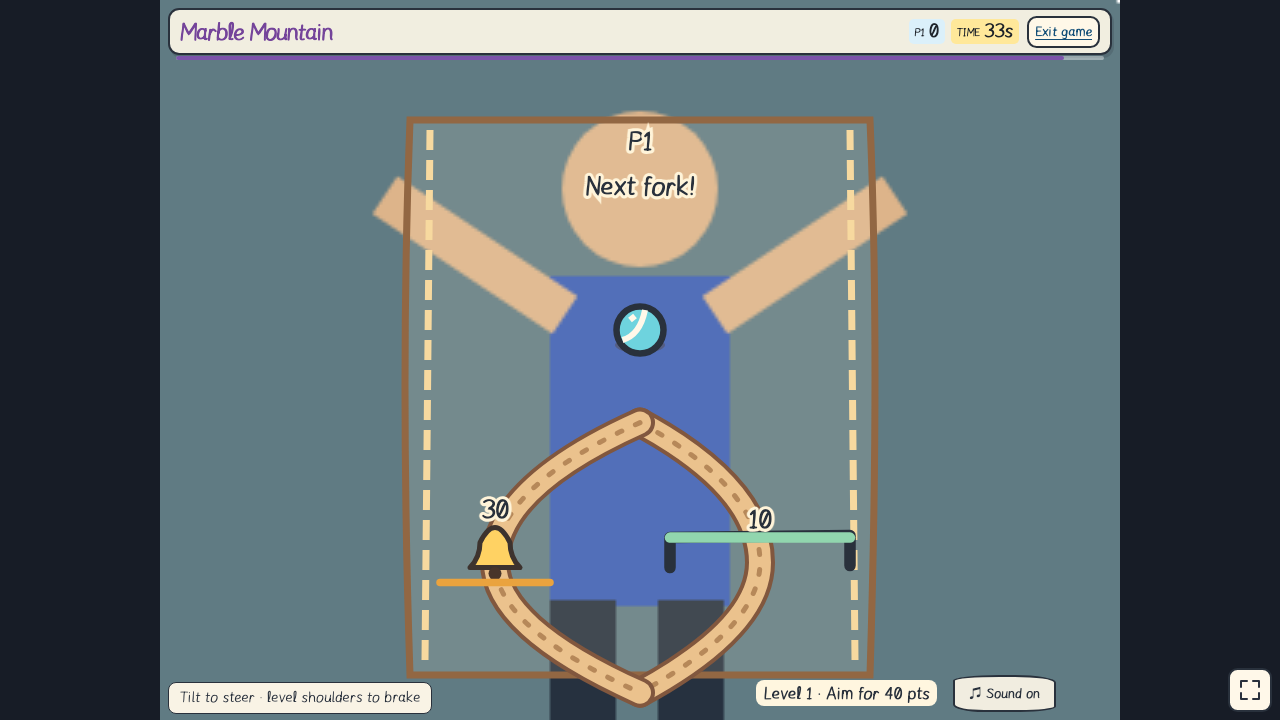 Marble Mountain
P1 0
TIME 33s
Exit game
P1
Next fork!
30
10
Tilt to steer · level shoulders to brake
Level 1 · Aim for 40 pts
♫ Sound on